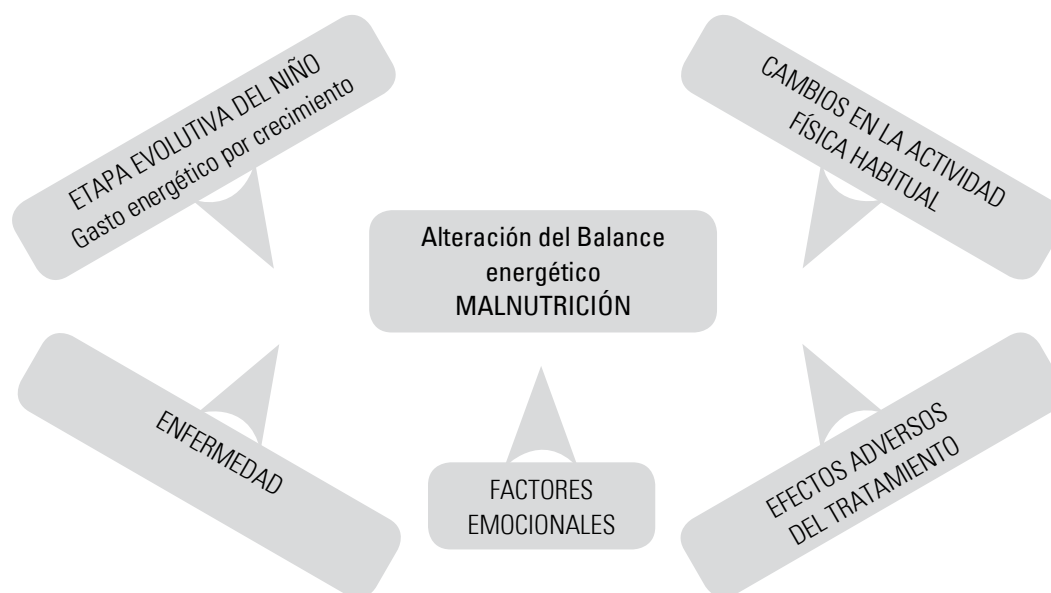 ETAPA EVOLUTIVA DEL NIÑO
Gasto energético por crecimiento
CAMBIOS EN LA ACTIVIDAD
FÍSICA HABITUAL
Alteración del Balance
energético
MALNUTRICIÓN
ENFERMEDAD
FACTORES
EMOCIONALES
EFECTOS ADVERSOS
DEL TRATAMIENTO